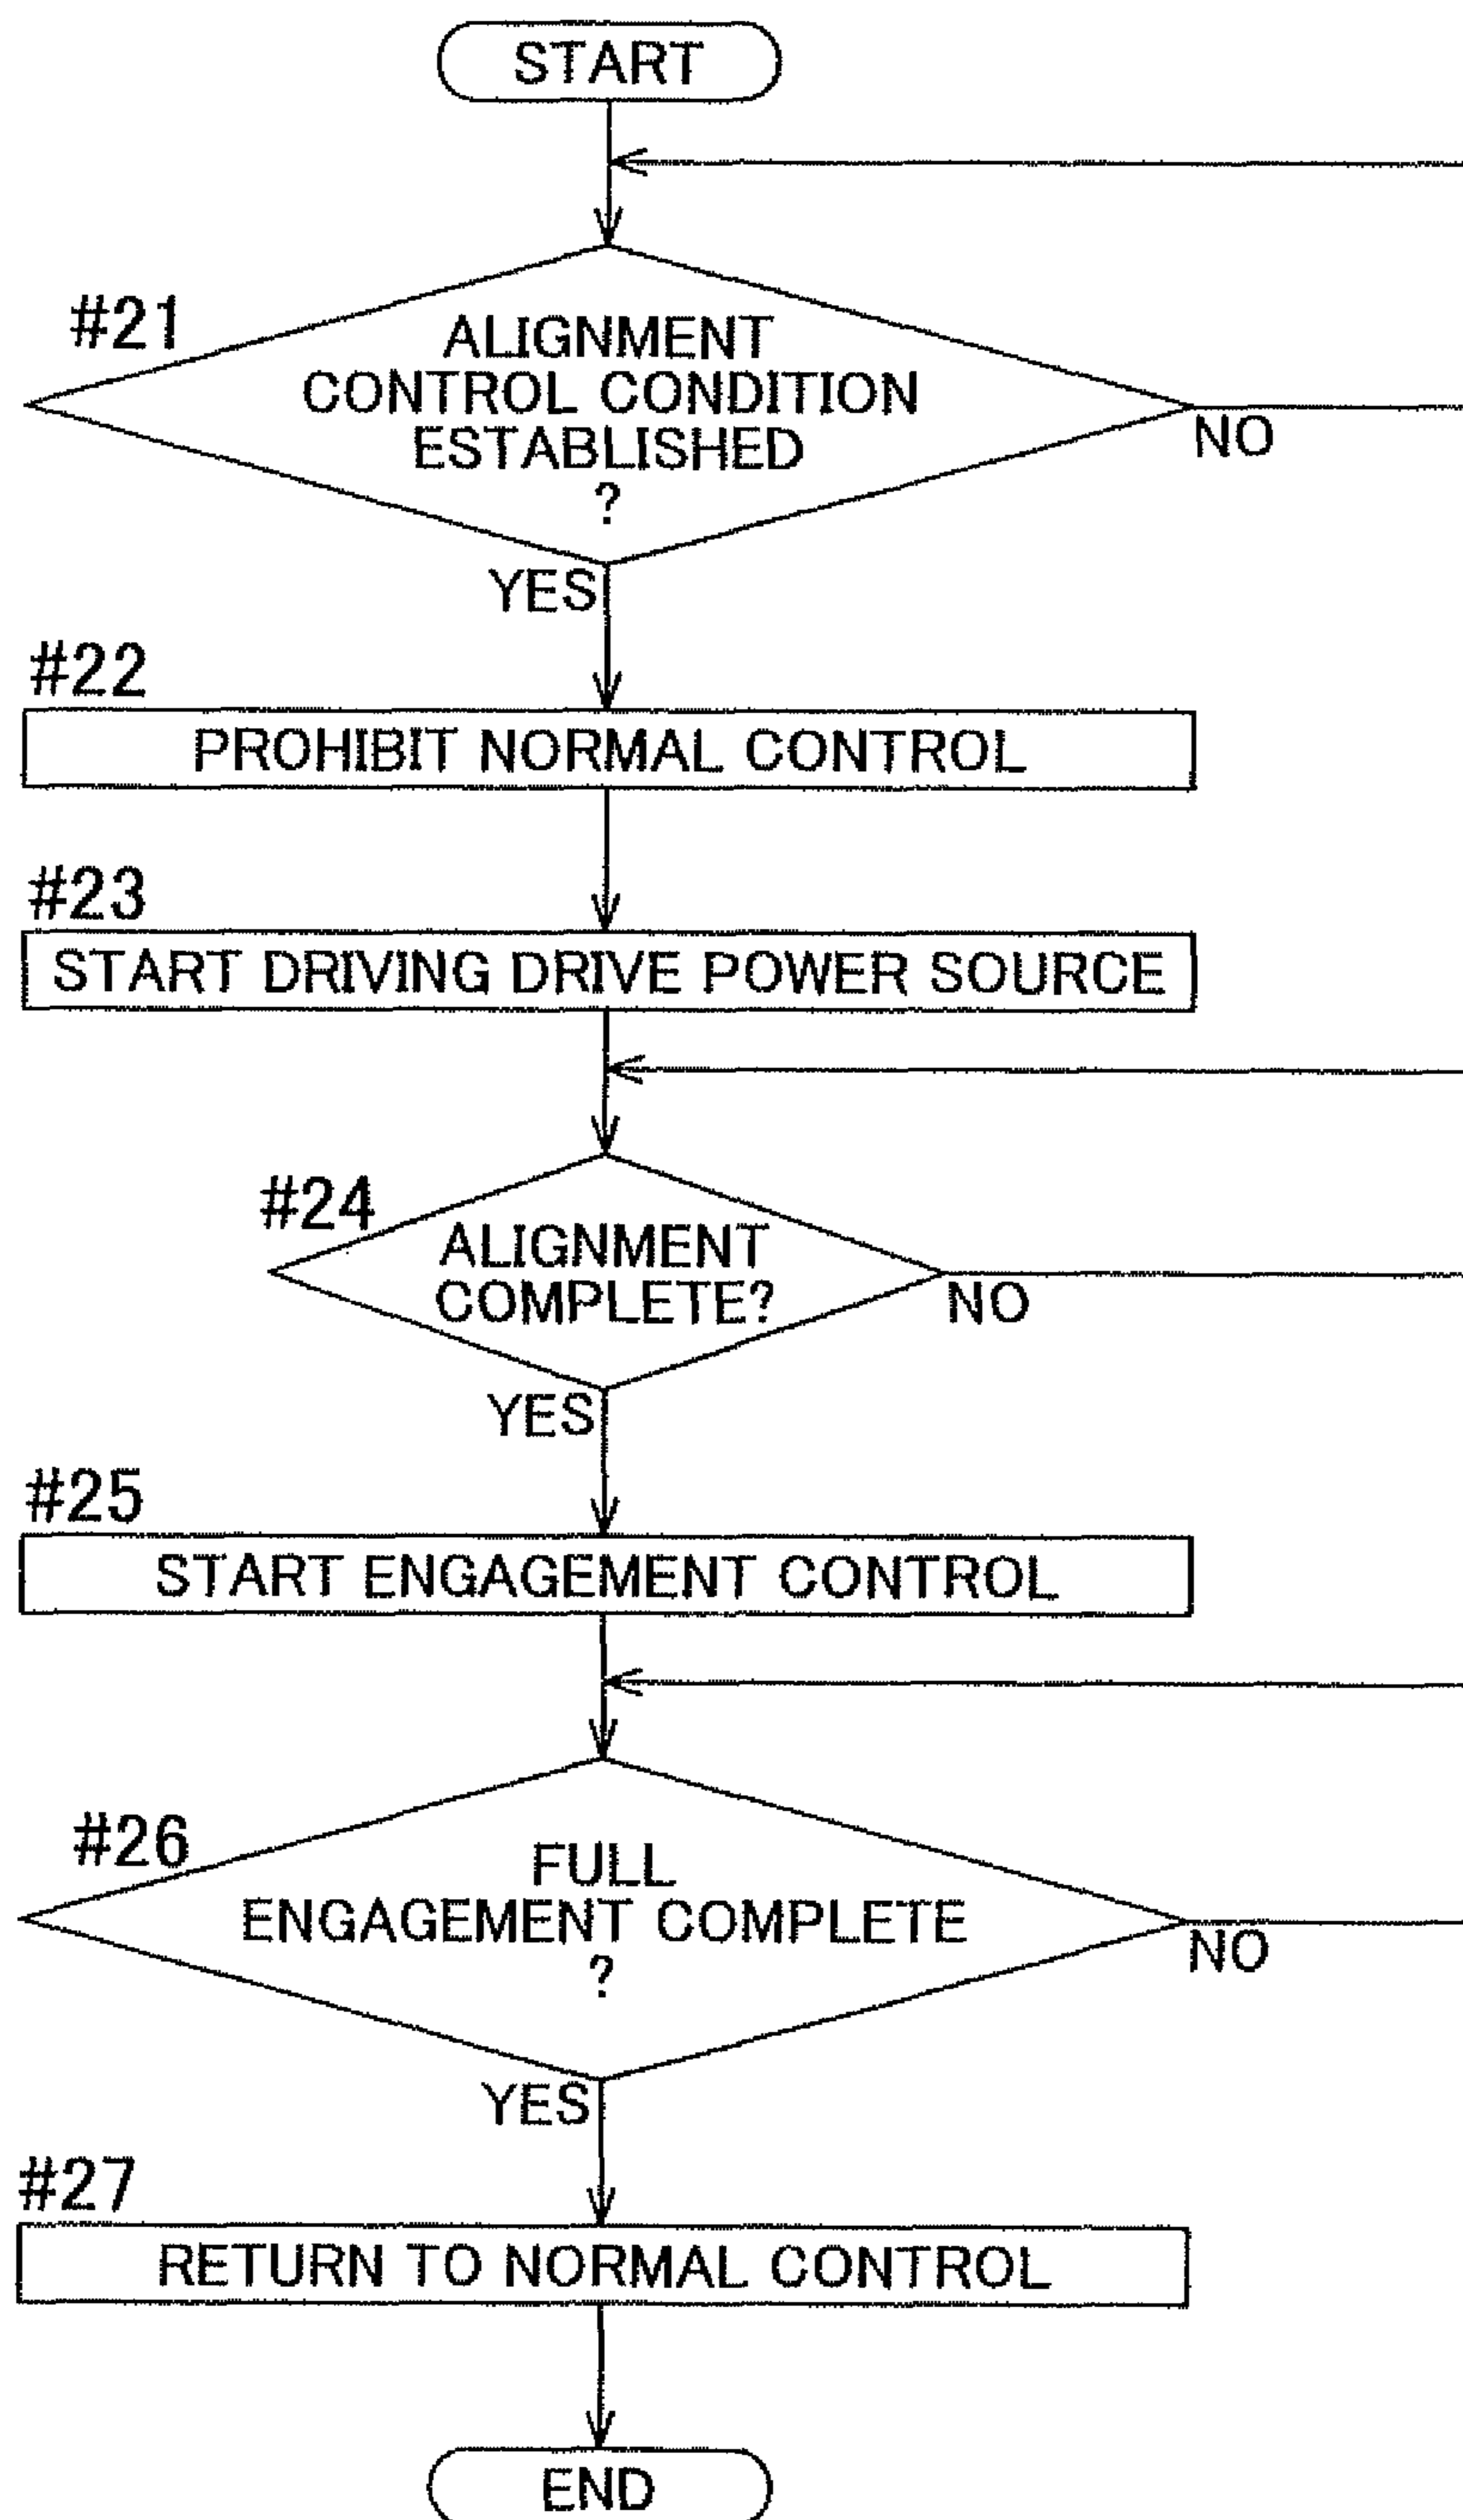 START
#21
ALIGNMENT
CONTROL CONDITION
ESTABLISHED
?
NO
YES
#22
PROHIBIT NORMAL CONTROL
#23
START DRIVING DRIVE POWER SOURCE
#24
ALIGNMENT
COMPLETE?
NO
YES
#25
START ENGAGEMENT CONTROL
#26
FULL
ENGAGEMENT COMPLETE
?
NO
YES
#27
RETURN TO NORMAL CONTROL
END